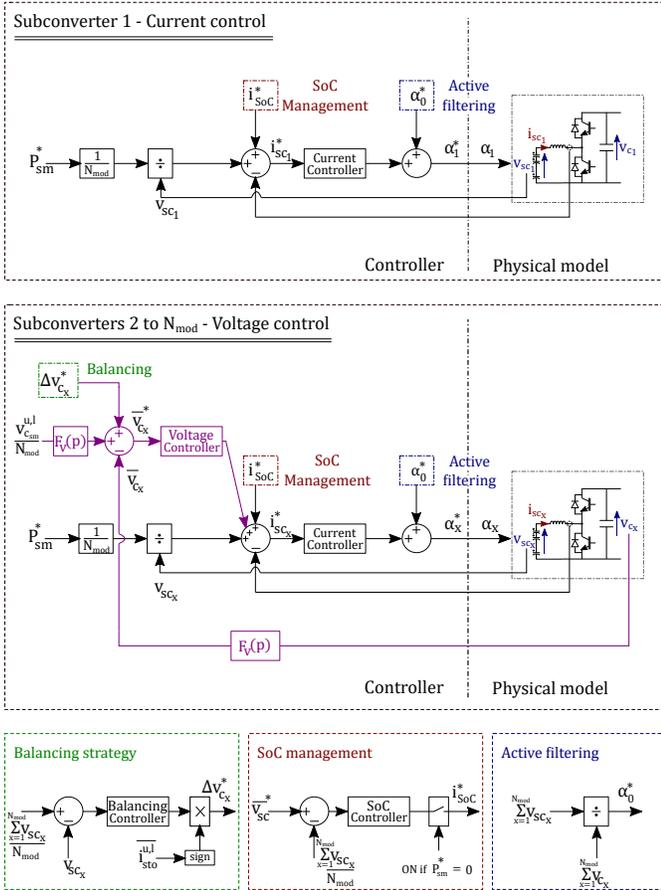 Subconverter 1 - Current control
i*SoC
SoC Management
α*0
Active filtering
P*sm
1/Nmod
÷
+
+
−
i*sc1
Current Controller
+
+
α*1
α1
isc1
vsc1
vc1
vsc1
Controller
Physical model
Subconverters 2 to Nmod - Voltage control
Δv*cx
Balancing
v^u,l csm/Nmod
Fv(p)
+
+
−
v̄*cx
Voltage Controller
v̄cx
i*SoC
SoC Management
α*0
Active filtering
P*sm
1/Nmod
÷
+
+
+
−
i*scx
Current Controller
+
+
α*x
αx
iscx
vscx
vcx
vscx
Fv(p)
Controller
Physical model
Balancing strategy
Nmod Σ x=1 vscx / Nmod
+
−
vscx
Balancing Controller
×
Δv*cx
i^u,l sto
sign
SoC management
v̄*sc
+
−
Nmod Σ x=1 vscx / Nmod
SoC Controller
i*SoC
ON if P*sm = 0
Active filtering
Nmod Σ x=1 vscx
÷
α*0
Nmod Σ x=1 vcx